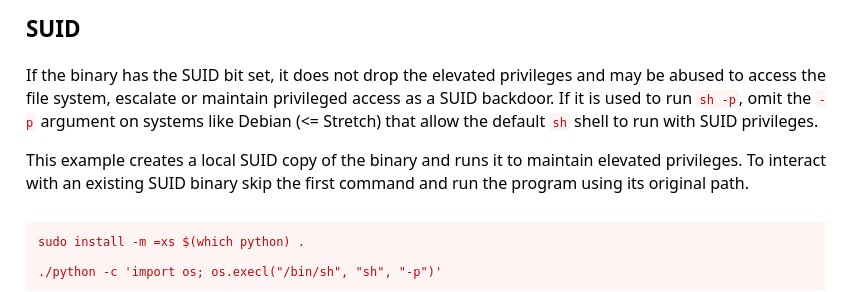 SUID
If the binary has the SUID bit set, it does not drop the elevated privileges and may be abused to access the
file system, escalate or maintain privileged access as a SUID backdoor. If it is used to run sh -p, omit the -
p argument on systems like Debian (<= Stretch) that allow the default sh shell to run with SUID privileges.
This example creates a local SUID copy of the binary and runs it to maintain elevated privileges. To interact
with an existing SUID binary skip the first command and run the program using its original path.
sudo install -m =xs $(which python) .
./python -c 'import os; os.execl("/bin/sh", "sh", "-p")'